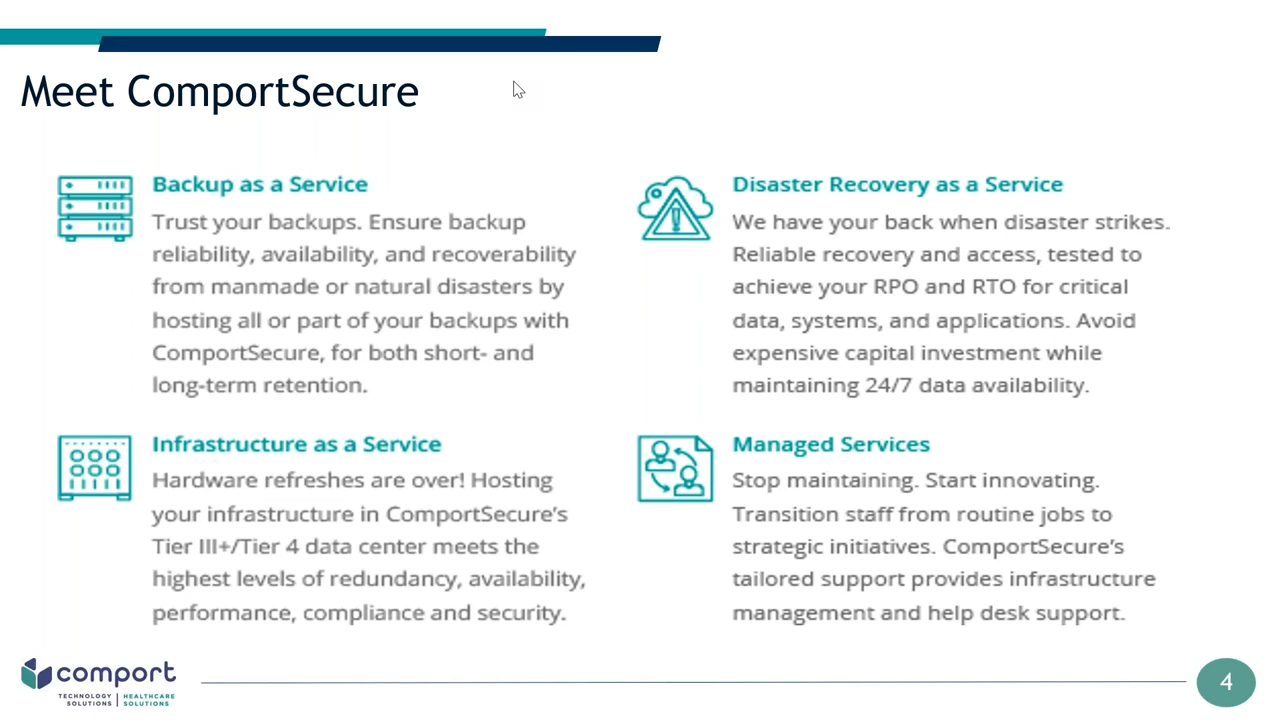 Meet ComportSecure
Backup as a Service
Trust your backups. Ensure backup
reliability, availability, and recoverability
from manmade or natural disasters by
hosting all or part of your backups with
ComportSecure, for both short- and
long-term retention.
Disaster Recovery as a Service
We have your back when disaster strikes.
Reliable recovery and access, tested to
achieve your RPO and RTO for critical
data, systems, and applications. Avoid
expensive capital investment while
maintaining 24/7 data availability.
Infrastructure as a Service
Hardware refreshes are over! Hosting
your infrastructure in ComportSecure's
Tier III+/Tier 4 data center meets the
highest levels of redundancy, availability,
performance, compliance and security.
Managed Services
Stop maintaining. Start innovating.
Transition staff from routine jobs to
strategic initiatives. ComportSecure's
tailored support provides infrastructure
management and help desk support.
comport
TECHNOLOGY SOLUTIONS | HEALTHCARE SOLUTIONS
4